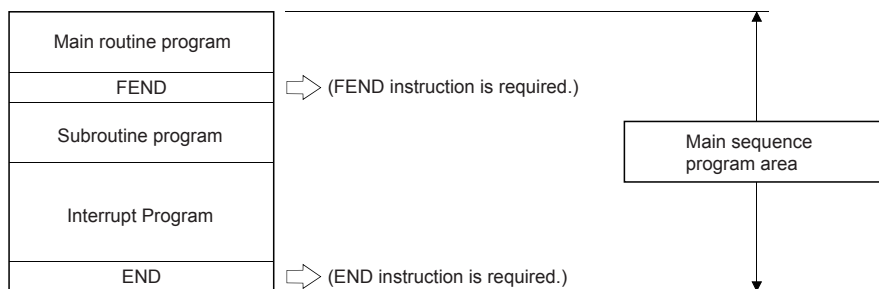 Main routine program
FEND
(FEND instruction is required.)
Subroutine program
Main sequence
program area
Interrupt Program
END
(END instruction is required.)